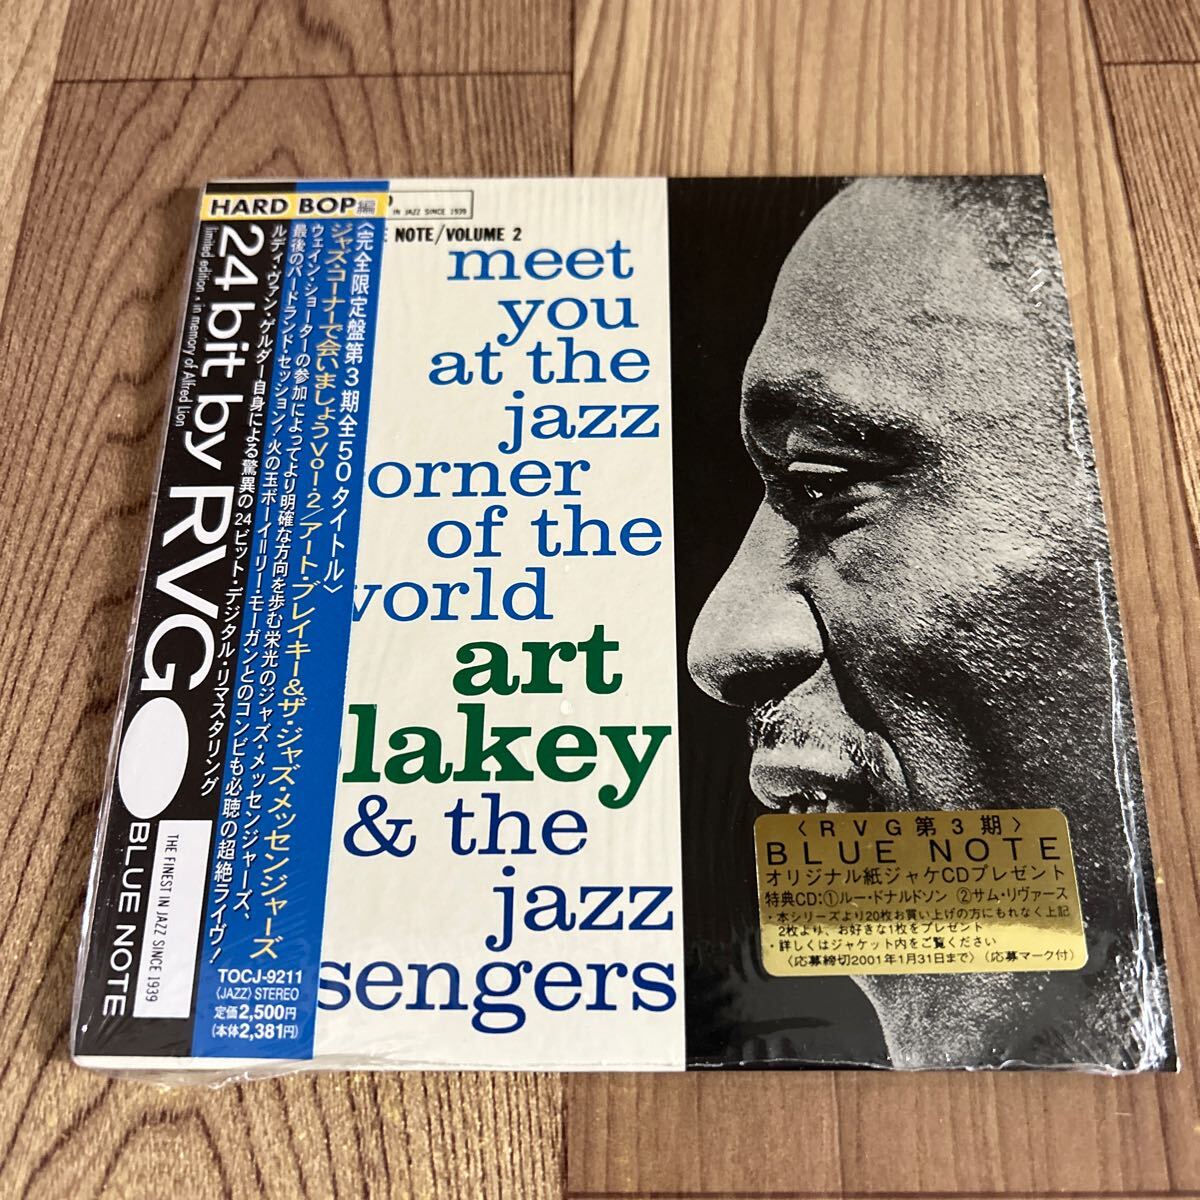 HARD BOP編
24 bit by RVG
limited edition・in memory of Alfred Lion
BLUE NOTE
THE FINEST IN JAZZ SINCE 1939
〈完全限定盤第3期全50タイトル〉
ジャズ・コーナーで会いましょうVol.2/アート・ブレイキー&ザ・ジャズ・メッセンジャーズ
ウェイン・ショーターの参加によってより明確な方向を歩む栄光のジャズ・メッセンジャーズ、
最後のバードランド・セッション!火の玉ボーイ=リー・モーガンとのコンビも必聴の超絶ライヴ!
ルディ・ヴァン・ゲルダー自身による驚異の24ビット・デジタル・リマスタリング
TOCJ-9211
(JAZZ) STEREO
定価2,500円
(本体2,381円)
IN JAZZ SINCE 1939
NOTE/VOLUME 2
meet
you
at the
jazz
orner
of the
world
art
lakey
& the
jazz
sengers
〈RVG第3期〉
BLUE NOTE
オリジナル紙ジャケCDプレゼント
特典CD:①ルー・ドナルドソン ②サム・リヴァース
・本シリーズより20枚お買い上げの方にもれなく上記
2枚より、お好きな1枚をプレゼント
・詳しくはジャケット内をご覧ください
〈応募締切2001年1月31日まで〉(応募マーク付)